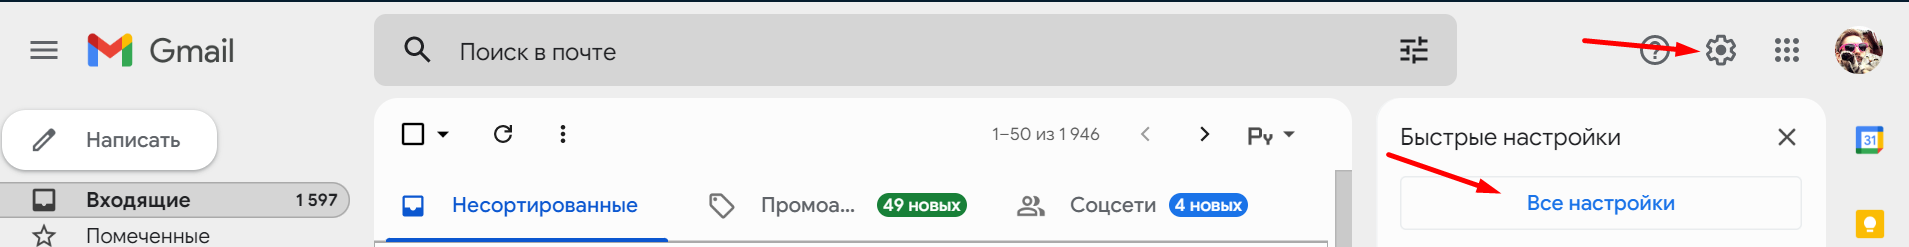 Gmail
Поиск в почте
Написать
1–50 из 1 946
Ру
Быстрые настройки
31
Входящие 1 597
Несортированные
Промоа... 49 новых
Соцсети 4 новых
Все настройки
Помеченные